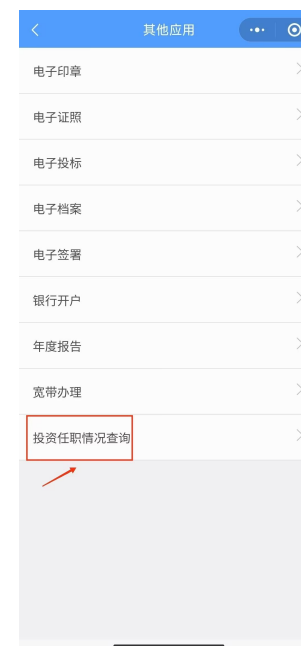 其他应用
电子印章
电子证照
电子投标
电子档案
电子签署
银行开户
年度报告
宽带办理
投资任职情况查询